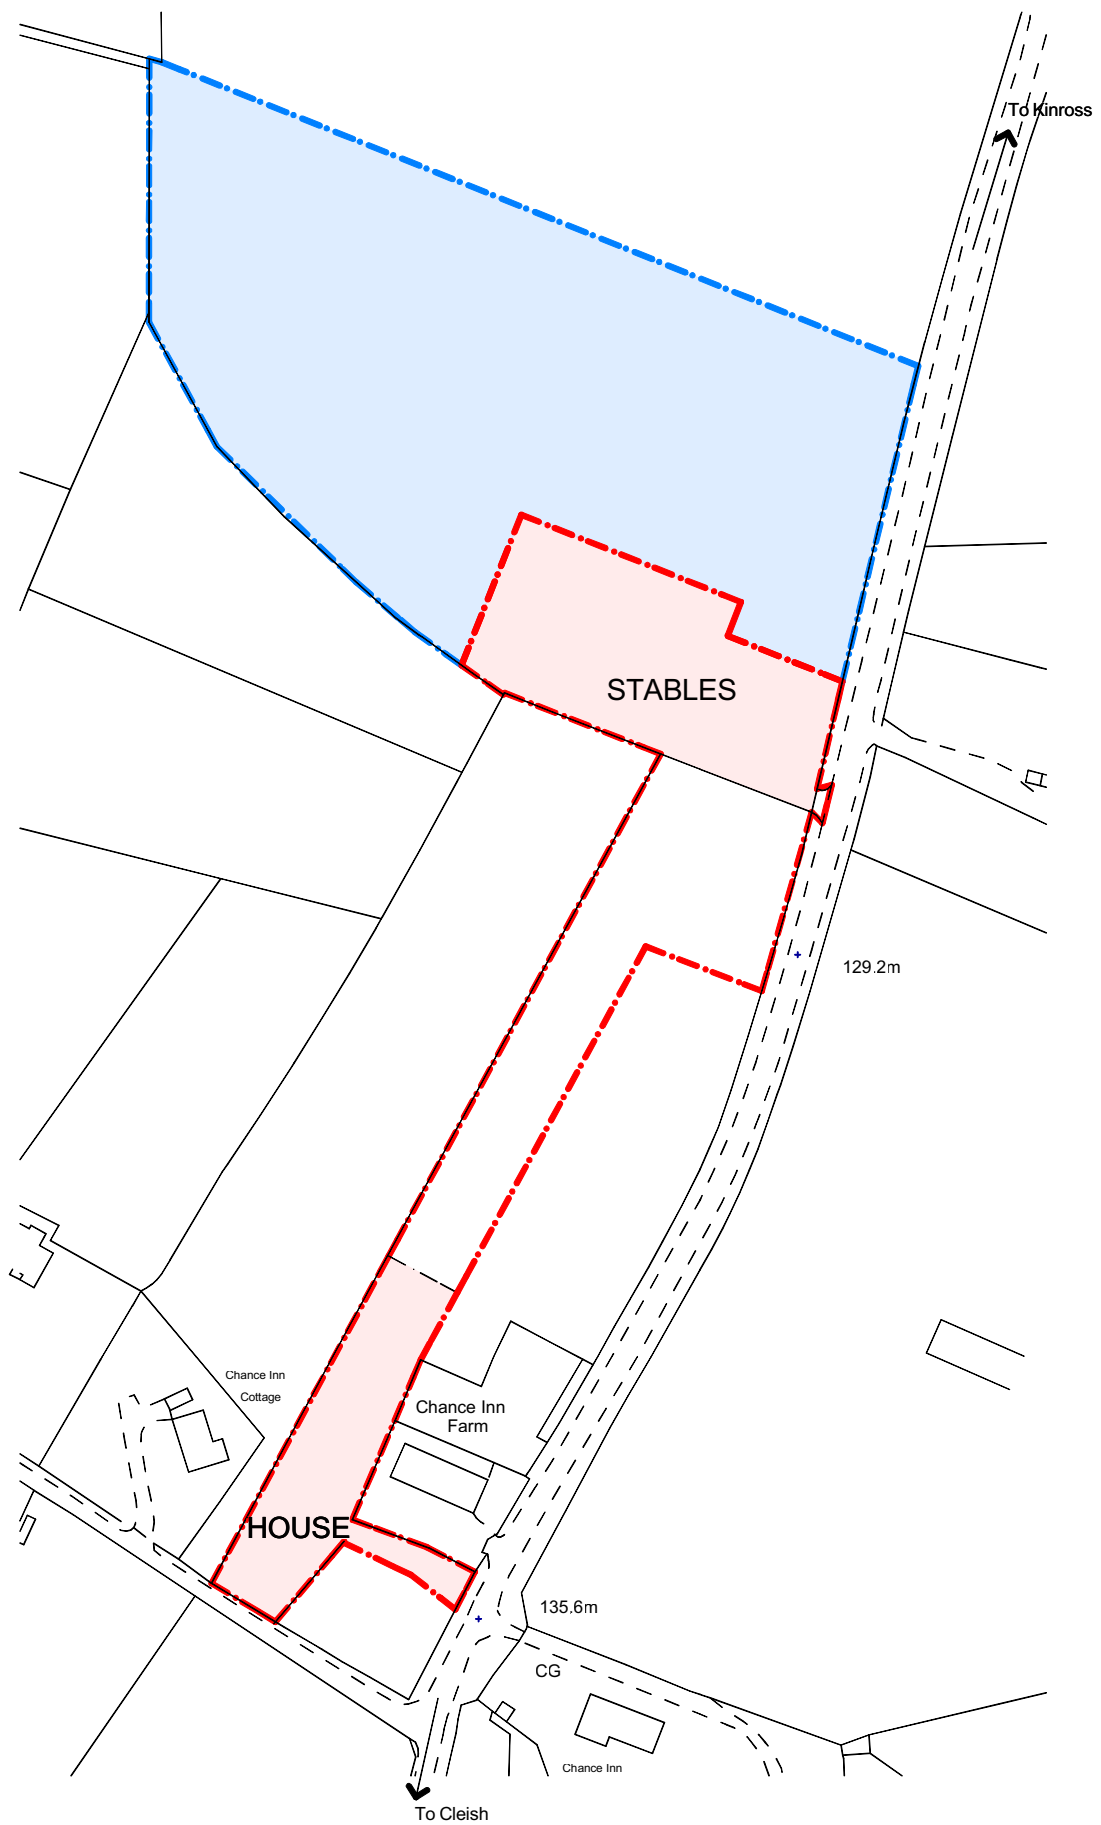 To Kinross
STABLES
129.2m
Chance Inn
Cottage
Chance Inn
Farm
HOUSE
135.6m
CG
Chance Inn
To Cleish